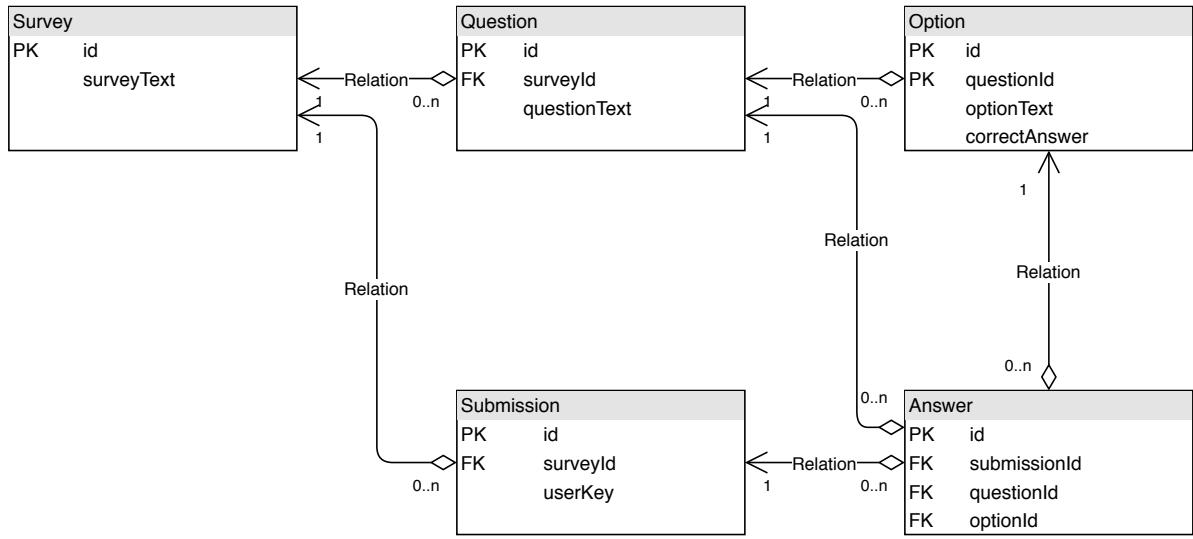 Survey
PK id
surveyText
Question
PK id
FK surveyId
questionText
Option
PK id
PK questionId
optionText
correctAnswer
Relation
1
0..n
Relation
1
0..n
1
Relation
0..n
1
Relation
0..n
1
Relation
0..n
Submission
PK id
FK surveyId
userKey
Relation
1
0..n
Answer
PK id
FK submissionId
FK questionId
FK optionId